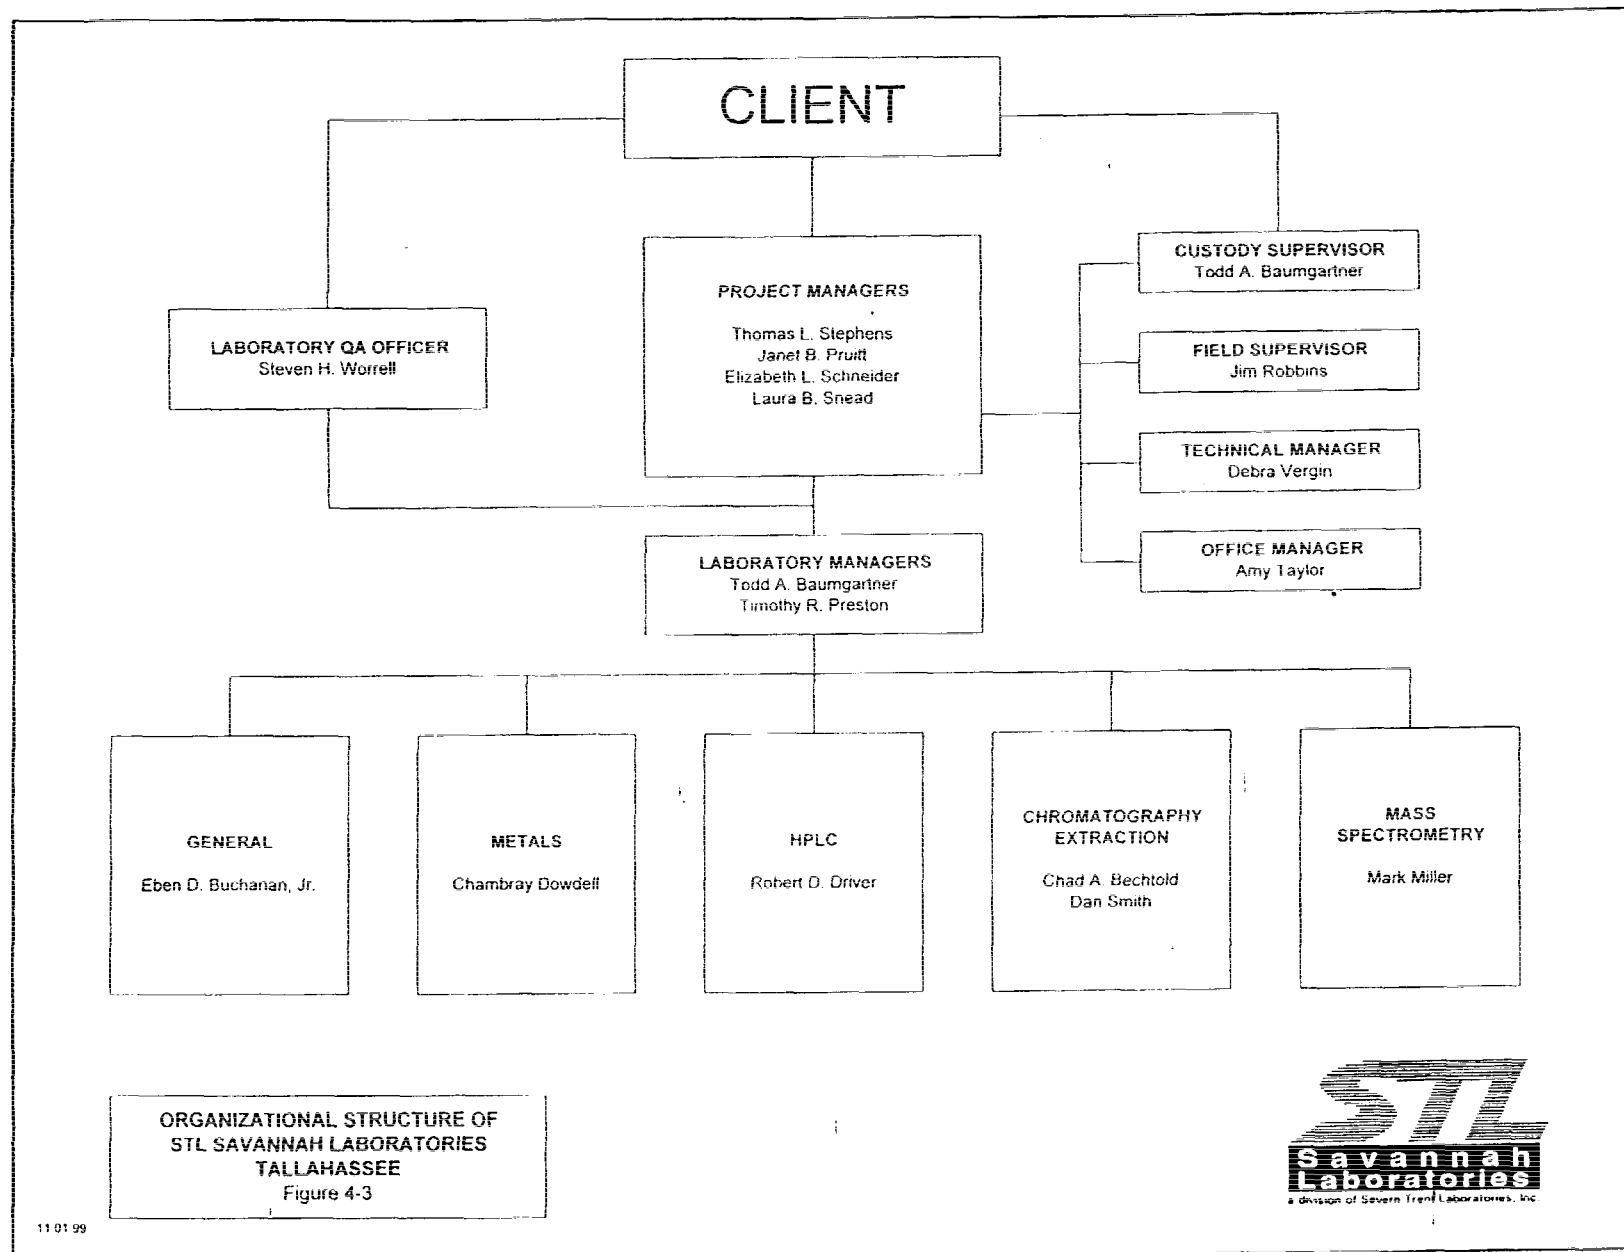 CLIENT
LABORATORY QA OFFICER
Steven H. Worrell
PROJECT MANAGERS
Thomas L. Stephens
Janet B. Pruitt
Elizabeth L. Schneider
Laura B. Snead
CUSTODY SUPERVISOR
Todd A. Baumgartner
FIELD SUPERVISOR
Jim Robbins
TECHNICAL MANAGER
Debra Vergin
OFFICE MANAGER
Amy Taylor
LABORATORY MANAGERS
Todd A. Baumgartner
Timothy R. Preston
GENERAL
Eben D. Buchanan, Jr.
METALS
Chambray Dowdell
HPLC
Robert D. Driver
CHROMATOGRAPHY
EXTRACTION
Chad A. Bechtold
Dan Smith
MASS
SPECTROMETRY
Mark Miller
ORGANIZATIONAL STRUCTURE OF
STL SAVANNAH LABORATORIES
TALLAHASSEE
Figure 4-3
STL
Savannah
Laboratories
a division of Severn Trent Laboratories, Inc.
11 01 99